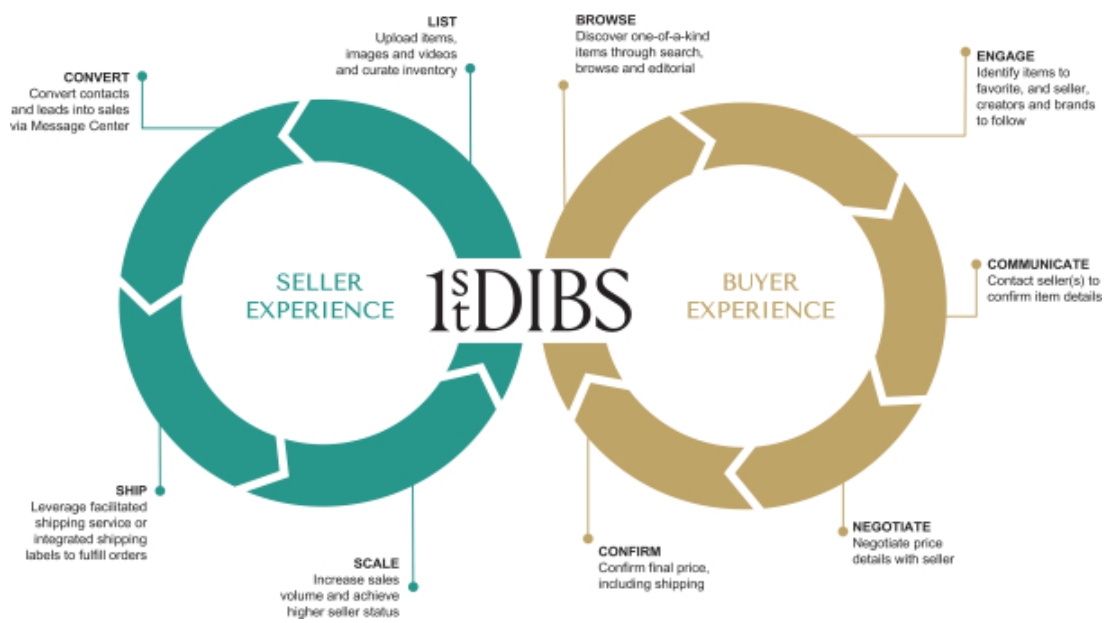 LIST
Upload items,
images and videos
and curate inventory
CONVERT
Convert contacts
and leads into sales
via Message Center
SHIP
Leverage facilitated
shipping service or
integrated shipping
labels to fulfill orders
SCALE
Increase sales
volume and achieve
higher seller status
SELLER
EXPERIENCE
1stDIBS
BUYER
EXPERIENCE
BROWSE
Discover one-of-a-kind
items through search,
browse and editorial
ENGAGE
Identify items to
favorite, and seller,
creators and brands
to follow
COMMUNICATE
Contact seller(s) to
confirm item details
NEGOTIATE
Negotiate price
details with seller
CONFIRM
Confirm final price,
including shipping